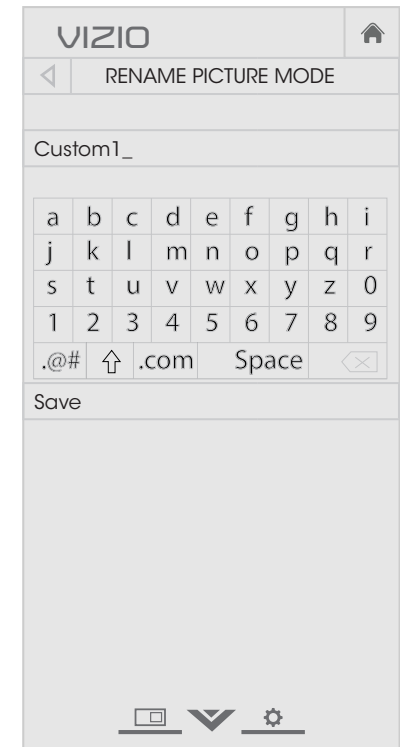 VIZIO
RENAME PICTURE MODE
Custom1_
a b c d e f g h i
j k l m n o p q r
s t u v w x y z 0
1 2 3 4 5 6 7 8 9
.@# .com Space
Save